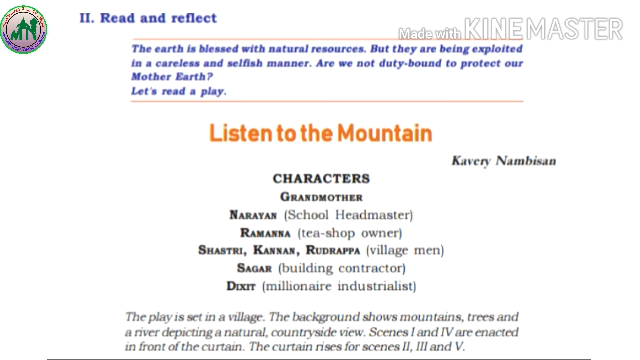 Made with KINEMASTER
II. Read and reflect
The earth is blessed with natural resources. But they are being exploited
in a careless and selfish manner. Are we not duty-bound to protect our
Mother Earth?
Let's read a play.
Listen to the Mountain
Kavery Nambisan
CHARACTERS
GRANDMOTHER
NARAYAN (School Headmaster)
RAMANNA (tea-shop owner)
SHASTRI, KANNAN, RUDRAPPA (village men)
SAGAR (building contractor)
DIXIT (millionaire industrialist)
The play is set in a village. The background shows mountains, trees and
a river depicting a natural, countryside view. Scenes I and IV are enacted
in front of the curtain. The curtain rises for scenes II, III and V.